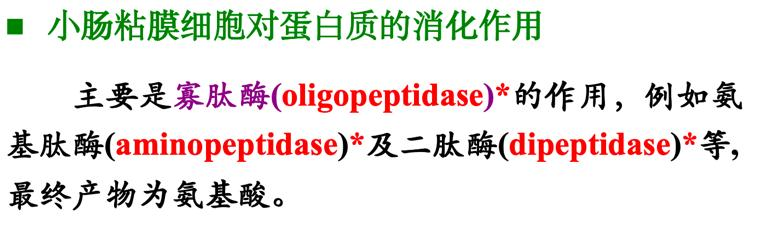 ■ 小肠粘膜细胞对蛋白质的消化作用
主要是寡肽酶(oligopeptidase)*的作用，例如氨
基肽酶(aminopeptidase)*及二肽酶(dipeptidase)*等,
最终产物为氨基酸。